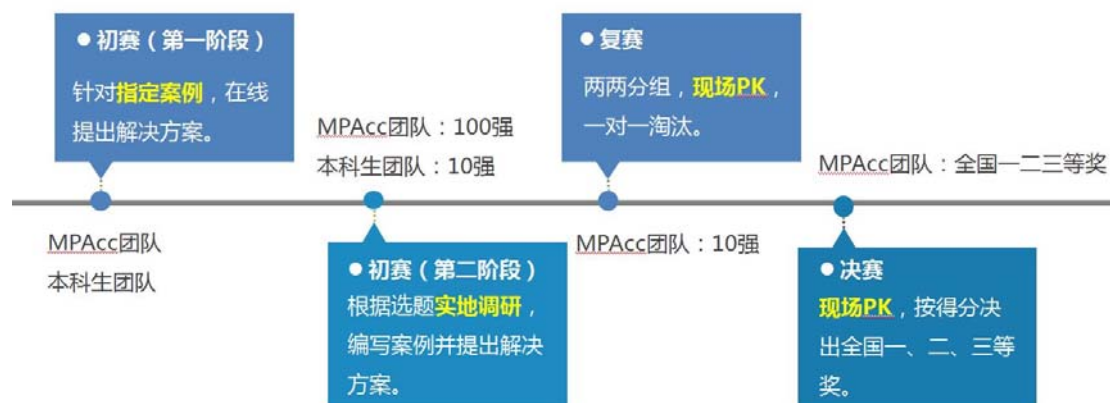 ● 初赛（第一阶段）
针对指定案例，在线
提出解决方案。
MPAcc团队
本科生团队
MPAcc团队：100强
本科生团队：10强
● 初赛（第二阶段）
根据选题实地调研，
编写案例并提出解决
方案。
● 复赛
两两分组，现场PK，
一对一淘汰。
MPAcc团队：10强
MPAcc团队：全国一二三等奖
● 决赛
现场PK，按得分决
出全国一、二、三等
奖。